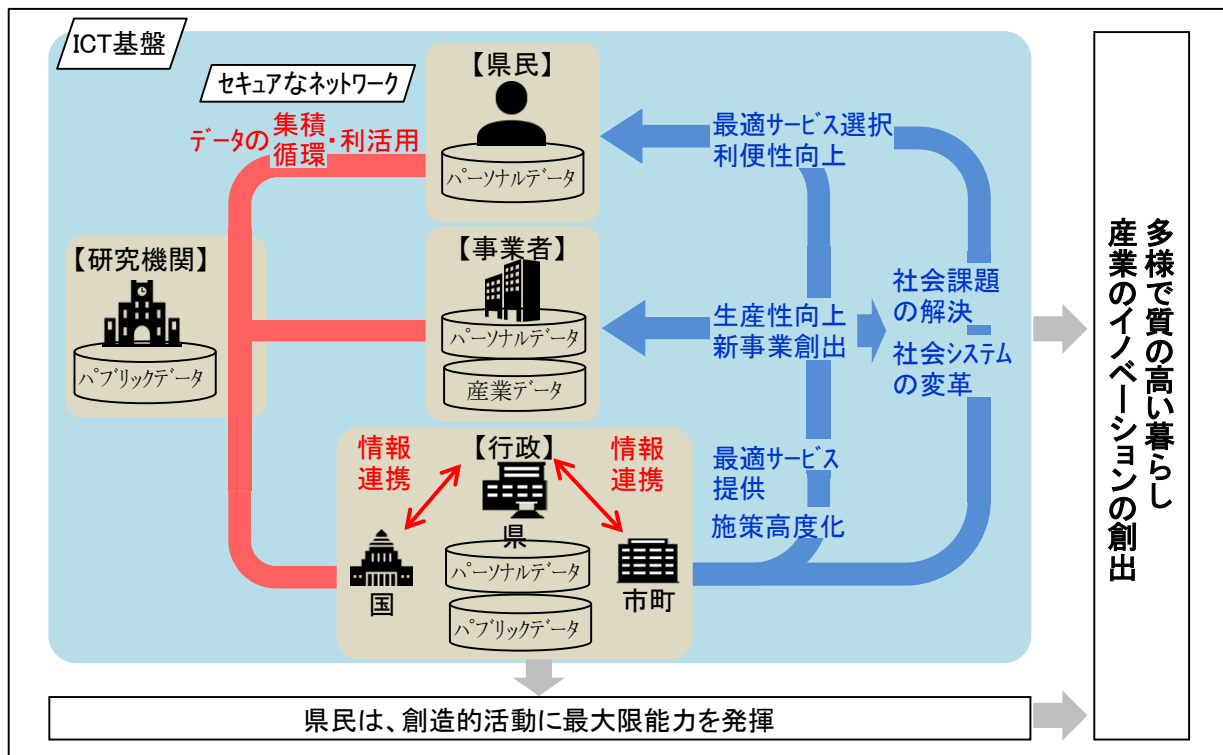 ICT基盤
セキュアなネットワーク
データの集積・循環・利活用
【県民】
パーソナルデータ
最適サービス選択
利便性向上
【研究機関】
パブリックデータ
【事業者】
パーソナルデータ
産業データ
生産性向上
新事業創出
社会課題
の解決
社会システム
の変革
【行政】
情報
連携
情報
連携
県
国
市町
パーソナルデータ
パブリックデータ
最適サービス
提供
施策高度化
県民は、創造的活動に最大限能力を発揮
多様で質の高い暮らし
産業のイノベーションの創出